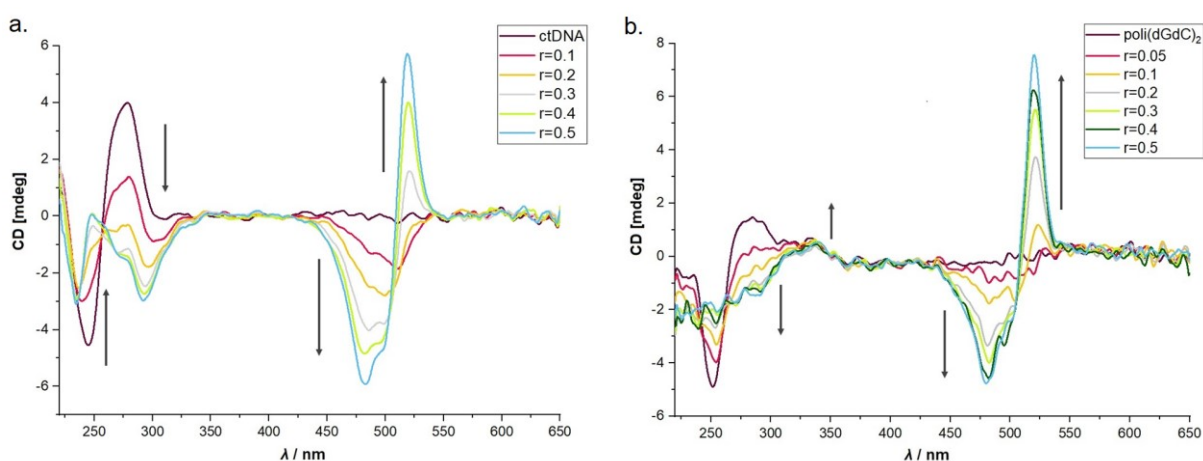 a.
6
4
2
0
-2
-4
-6
CD [mdeg]
250 300 350 400 450 500 550 600 650
λ / nm
ctDNA
r=0.1
r=0.2
r=0.3
r=0.4
r=0.5
b.
8
6
4
2
0
-2
-4
-6
CD [mdeg]
250 300 350 400 450 500 550 600 650
λ / nm
poli(dGdC)₂
r=0.05
r=0.1
r=0.2
r=0.3
r=0.4
r=0.5